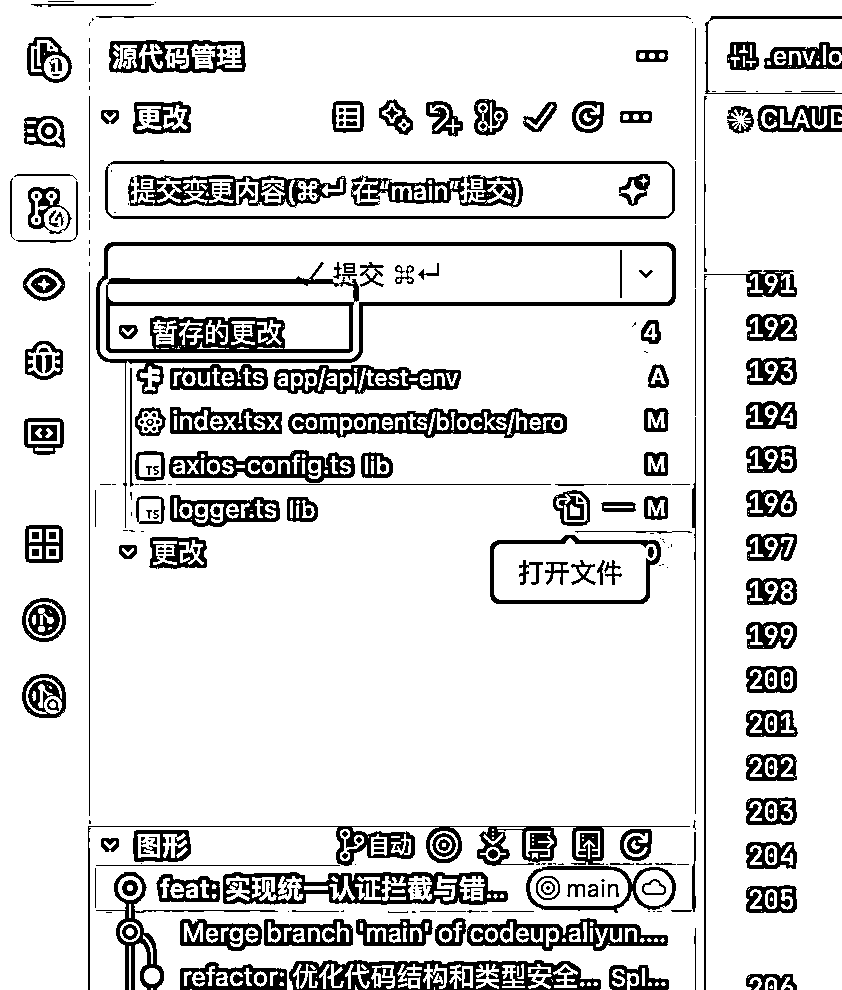 源代码管理
.env.lo
更改
CLAUD
提交变更内容(⌘↵ 在"main"提交)
✓ 提交 ⌘↵
暂存的更改 4
route.ts app/api/test-env A
index.tsx components/blocks/hero M
TS axios-config.ts lib M
TS logger.ts lib M
更改 0
打开文件
191
192
193
194
195
196
197
198
199
200
201
202
203
204
205
206
图形 自动
feat: 实现统一认证拦截与错... main
Merge branch 'main' of codeup.aliyun....
refactor: 优化代码结构和类型安全... Spl...
1
4